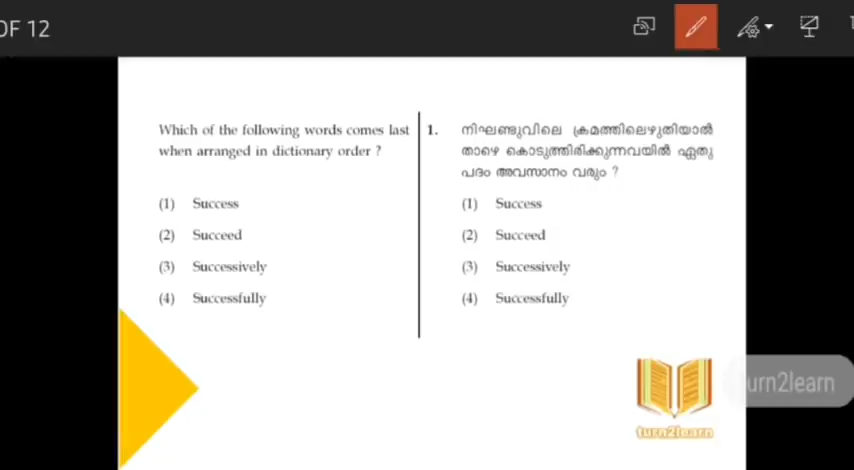 OF 12
Which of the following words comes last
when arranged in dictionary order ?
(1) Success
(2) Succeed
(3) Successively
(4) Successfully
1. നിഘണ്ടുവിലെ ക്രമത്തിലെഴുതിയാൽ
താഴെ കൊടുത്തിരിക്കുന്നവയിൽ ഏതു
പദം അവസാനം വരും ?
(1) Success
(2) Succeed
(3) Successively
(4) Successfully
turn2learn
urn2learn